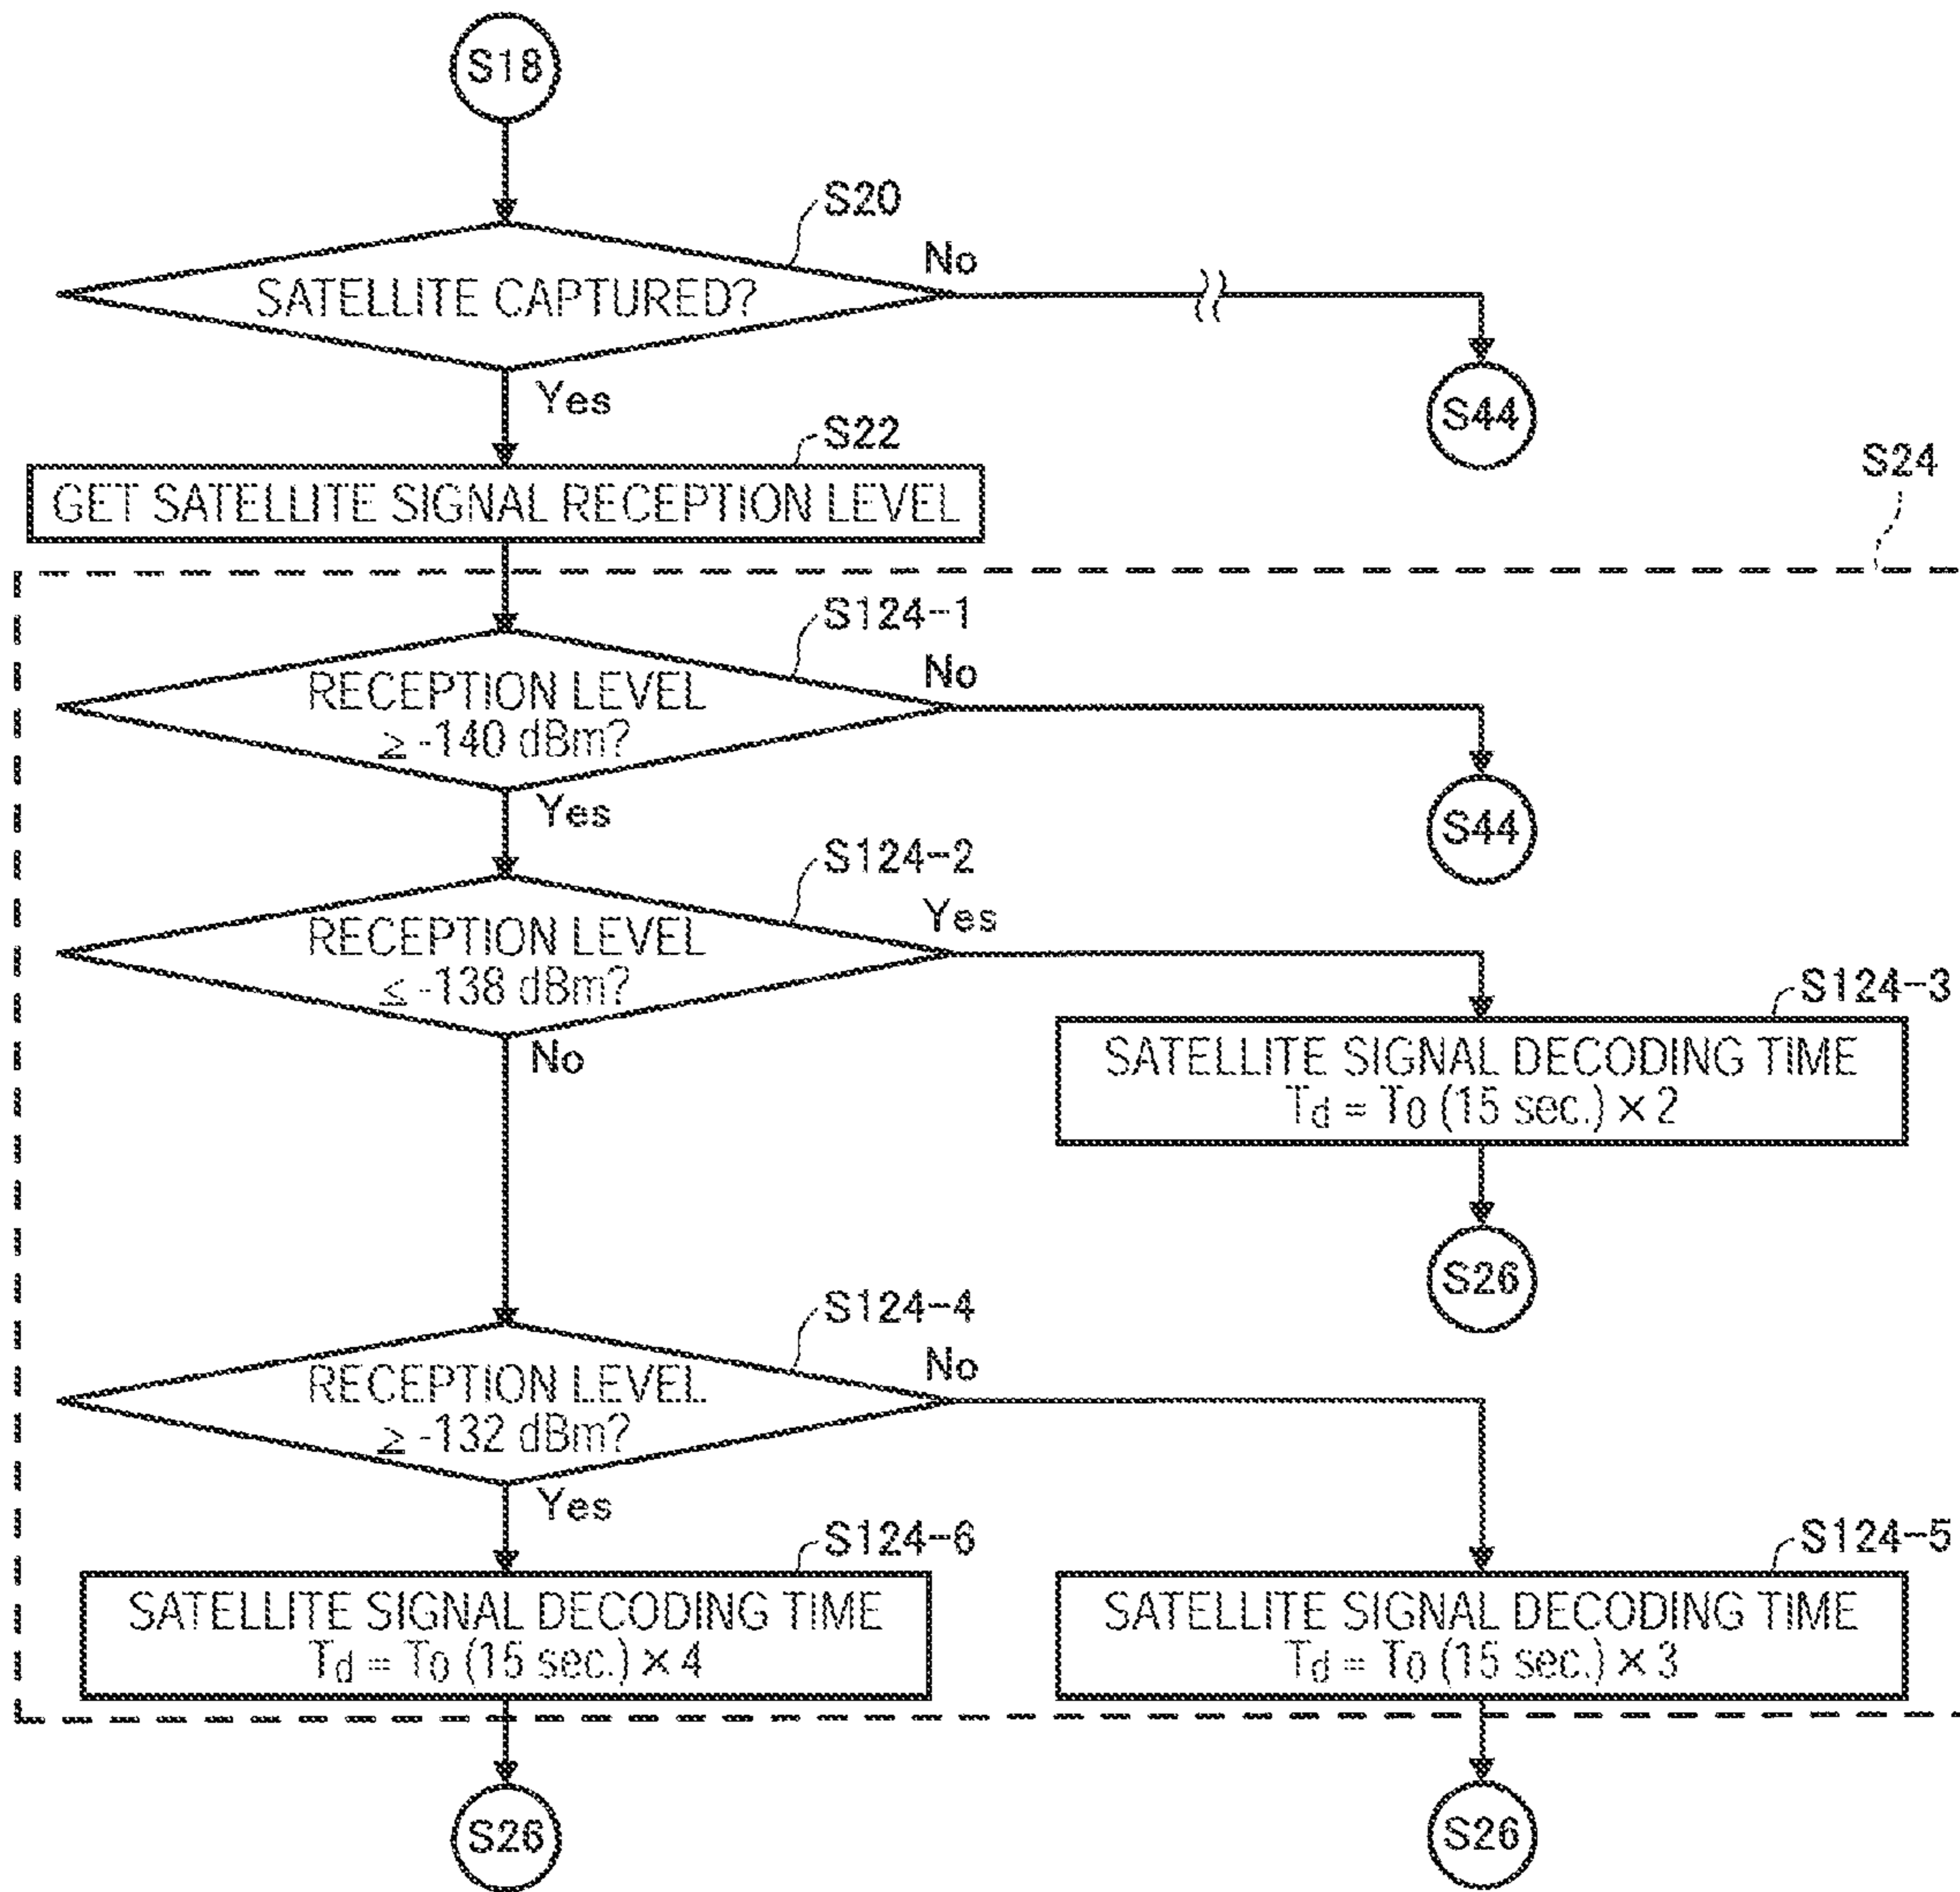 S18
S20
SATELLITE CAPTURED?
No
Yes
S44
S22
GET SATELLITE SIGNAL RECEPTION LEVEL
S24
S124-1
RECEPTION LEVEL
≥ -140 dBm?
No
Yes
S44
S124-2
RECEPTION LEVEL
≤ -138 dBm?
Yes
No
S124-3
SATELLITE SIGNAL DECODING TIME
Td = T0 (15 sec.) × 2
S26
S124-4
RECEPTION LEVEL
≥ -132 dBm?
No
Yes
S124-6
SATELLITE SIGNAL DECODING TIME
Td = T0 (15 sec.) × 4
S124-5
SATELLITE SIGNAL DECODING TIME
Td = T0 (15 sec.) × 3
S26
S26